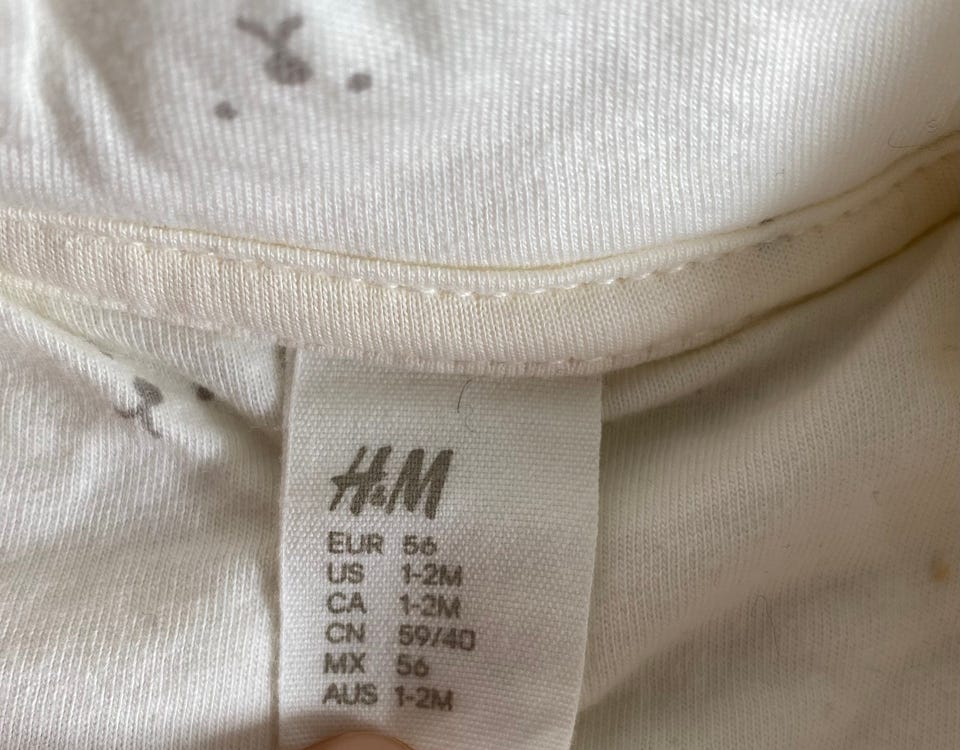 H&M
EUR 56
US 1-2M
CA 1-2M
CN 59/40
MX 56
AUS 1-2M